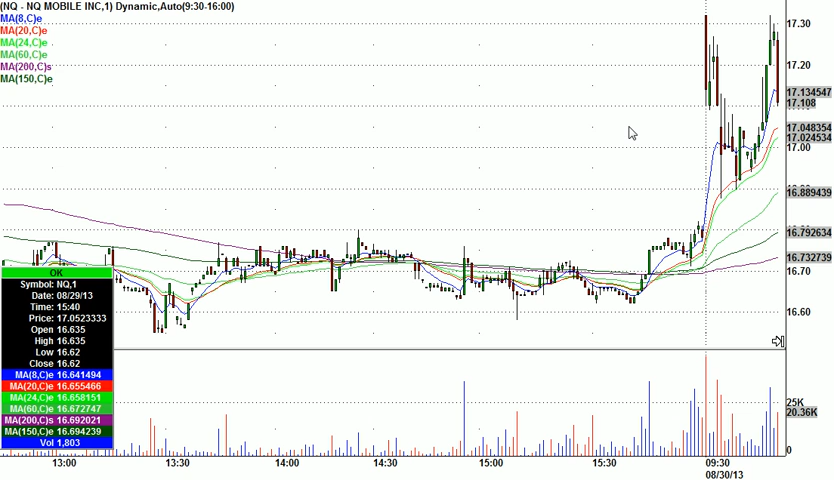 (NQ - NQ MOBILE INC,1) Dynamic,Auto(9:30-16:00)
MA(8,C)e
MA(20,C)e
MA(24,C)e
MA(60,C)e
MA(200,C)s
MA(150,C)e
17.30
17.20
17.134547
17.108
17.048354
17.024534
17.00
16.889439
16.792634
16.732739
16.70
16.60
OK
Symbol: NQ,1
Date: 08/29/13
Time: 15:40
Price: 17.0523333
Open 16.635
High 16.635
Low 16.62
Close 16.62
MA(8,C)e 16.641494
MA(20,C)e 16.655466
MA(24,C)e 16.658151
MA(60,C)e 16.672747
MA(200,C)s 16.692021
MA(150,C)e 16.694239
Vol 1,803
25K
20.36K
0
13:00 13:30 14:00 14:30 15:00 15:30 09:30
08/30/13